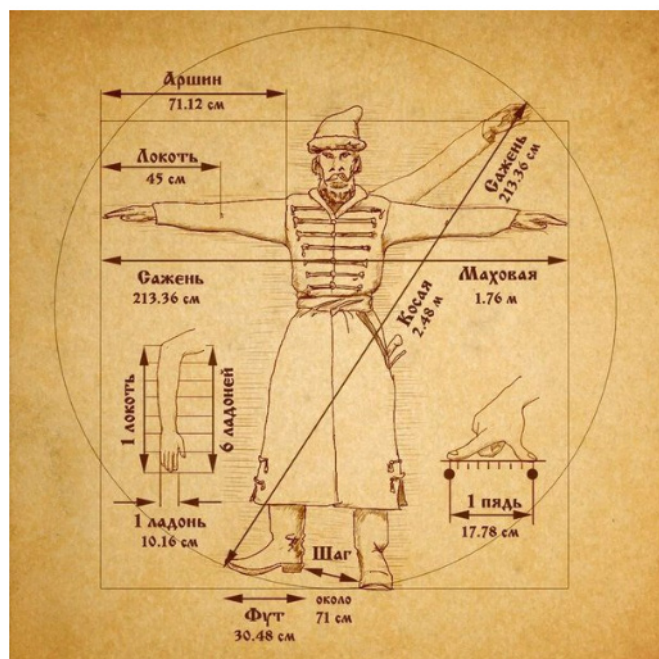 Аршин
71.12 см
Локоть
45 см
Сажень
213.36 см
Сажень
213.36 см
Маховая
1.76 м
Косая
2.48 м
1 локоть
6 ладоней
1 ладонь
10.16 см
1 пядь
17.78 см
Шаг
около
71 см
Фут
30.48 см